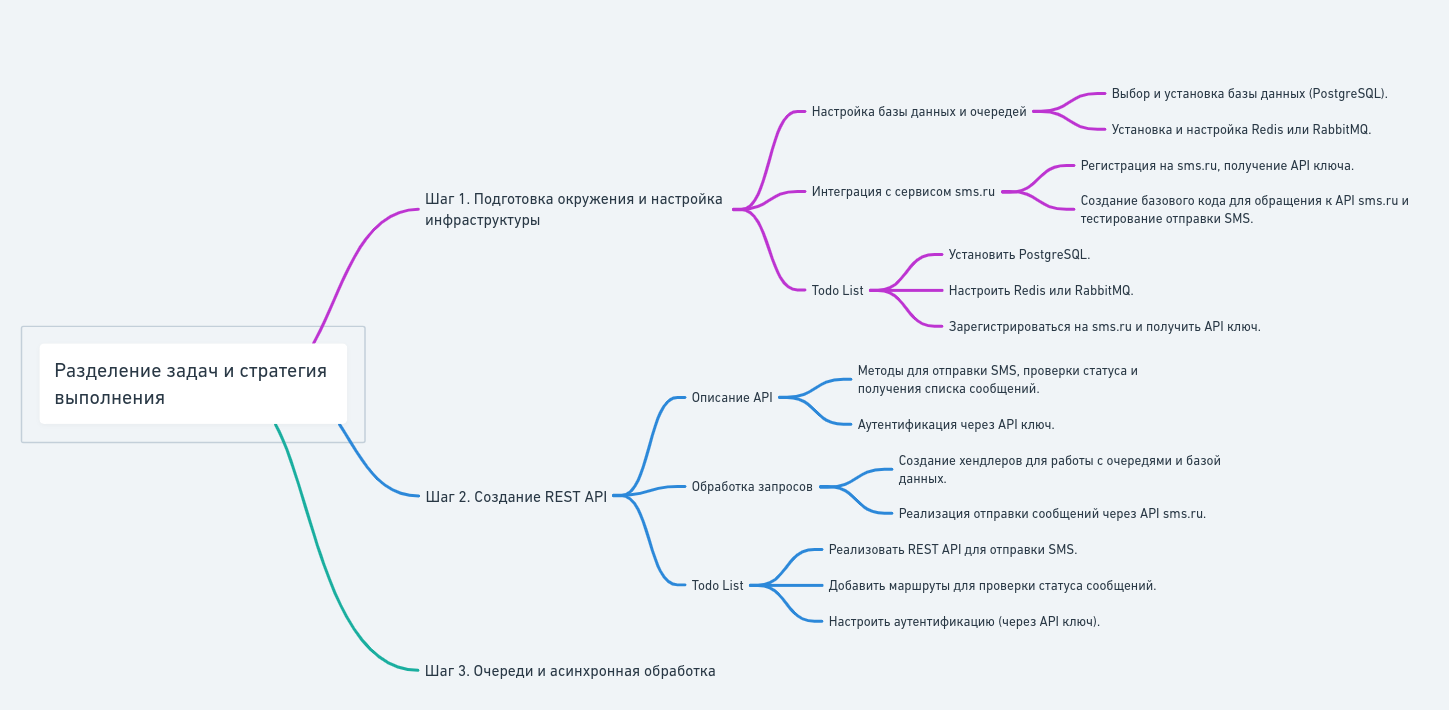 Разделение задач и стратегия
выполнения
Шаг 1. Подготовка окружения и настройка
инфраструктуры
Настройка базы данных и очередей
Выбор и установка базы данных (PostgreSQL).
Установка и настройка Redis или RabbitMQ.
Интеграция с сервисом sms.ru
Регистрация на sms.ru, получение API ключа.
Создание базового кода для обращения к API sms.ru и
тестирование отправки SMS.
Todo List
Установить PostgreSQL.
Настроить Redis или RabbitMQ.
Зарегистрироваться на sms.ru и получить API ключ.
Шаг 2. Создание REST API
Описание API
Методы для отправки SMS, проверки статуса и
получения списка сообщений.
Аутентификация через API ключ.
Обработка запросов
Создание хендлеров для работы с очередями и базой
данных.
Реализация отправки сообщений через API sms.ru.
Todo List
Реализовать REST API для отправки SMS.
Добавить маршруты для проверки статуса сообщений.
Настроить аутентификацию (через API ключ).
Шаг 3. Очереди и асинхронная обработка